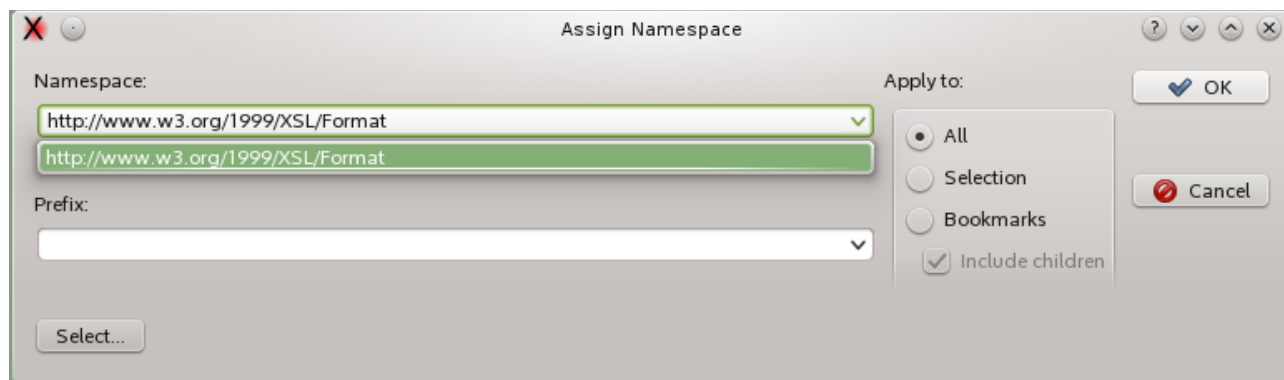 Assign Namespace
Namespace:
Apply to:
OK
http://www.w3.org/1999/XSL/Format
All
http://www.w3.org/1999/XSL/Format
Selection
Cancel
Prefix:
Bookmarks
Include children
Select...